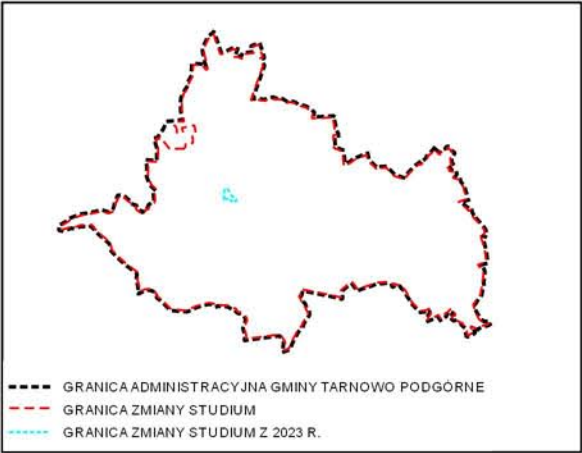 GRANICA ADMINISTRACYJNA GMINY TARNOWO PODGÓRNE
GRANICA ZMIANY STUDIUM
GRANICA ZMIANY STUDIUM Z 2023 R.